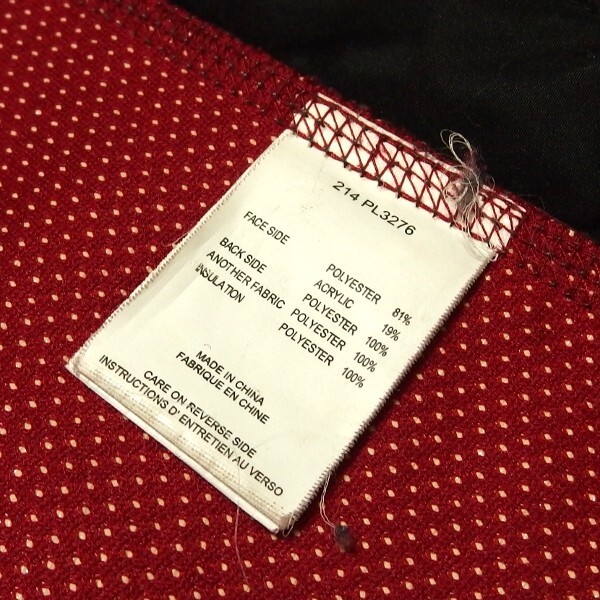 214 PL3276
FACE SIDE POLYESTER 81%
ACRYLIC 19%
BACK SIDE POLYESTER 100%
ANOTHER FABRIC POLYESTER 100%
INSULATION POLYESTER 100%
MADE IN CHINA
FABRIQUE EN CHINE
CARE ON REVERSE SIDE
INSTRUCTIONS D' ENTRETIEN AU VERSO